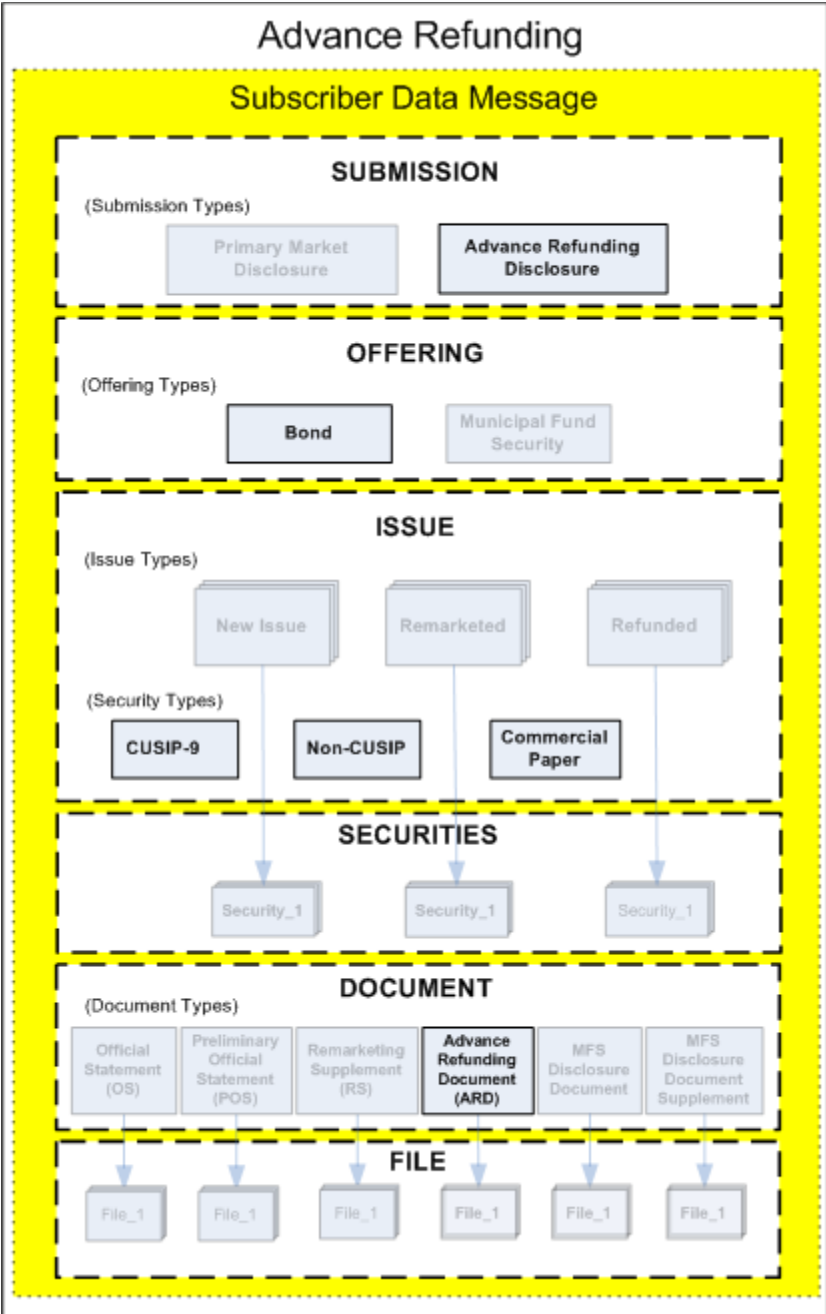 Advance Refunding
Subscriber Data Message
SUBMISSION
(Submission Types)
Primary Market
Disclosure
Advance Refunding
Disclosure
OFFERING
(Offering Types)
Bond
Municipal Fund
Security
ISSUE
(Issue Types)
New Issue
Remarketed
Refunded
(Security Types)
CUSIP-9
Non-CUSIP
Commercial
Paper
SECURITIES
Security_1
Security_1
Security_1
DOCUMENT
(Document Types)
Official
Statement
(OS)
Preliminary
Official
Statement
(POS)
Remarketing
Supplement
(RS)
Advance
Refunding
Document
(ARD)
MFS
Disclosure
Document
MFS
Disclosure
Document
Supplement
FILE
File_1
File_1
File_1
File_1
File_1
File_1